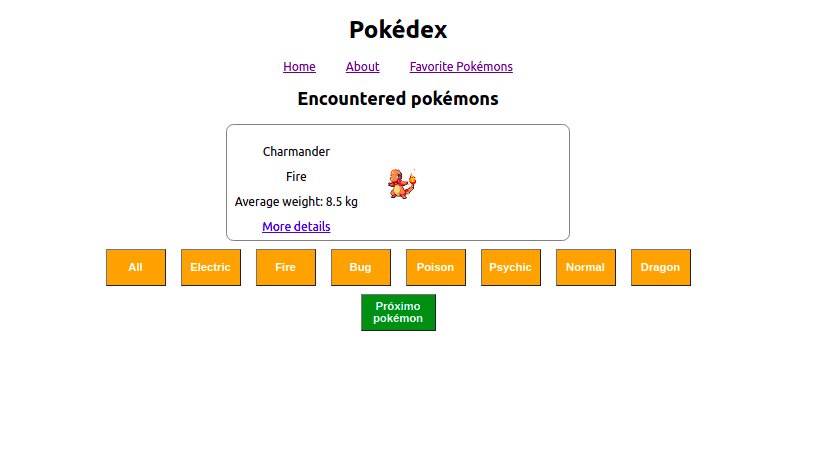 Pokédex
Home About Favorite Pokémons
Encountered pokémons
Charmander
Fire
Average weight: 8.5 kg
More details
All Electric Fire Bug Poison Psychic Normal Dragon
Próximo
pokémon